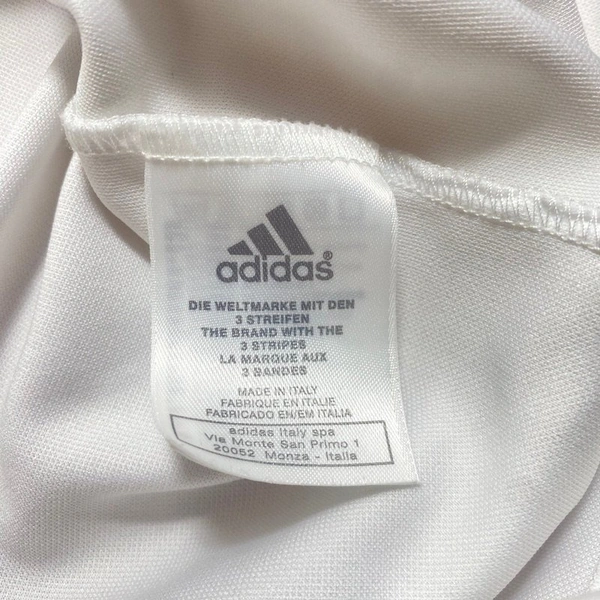 adidas®
DIE WELTMARKE MIT DEN
3 STREIFEN
THE BRAND WITH THE
3 STRIPES
LA MARQUE AUX
3 BANDES
MADE IN ITALY
FABRIQUE EN ITALIE
FABRICADO EN/EM ITALIA
adidas Italy spa
Via Monte San Primo 1
20052 Monza - Italia